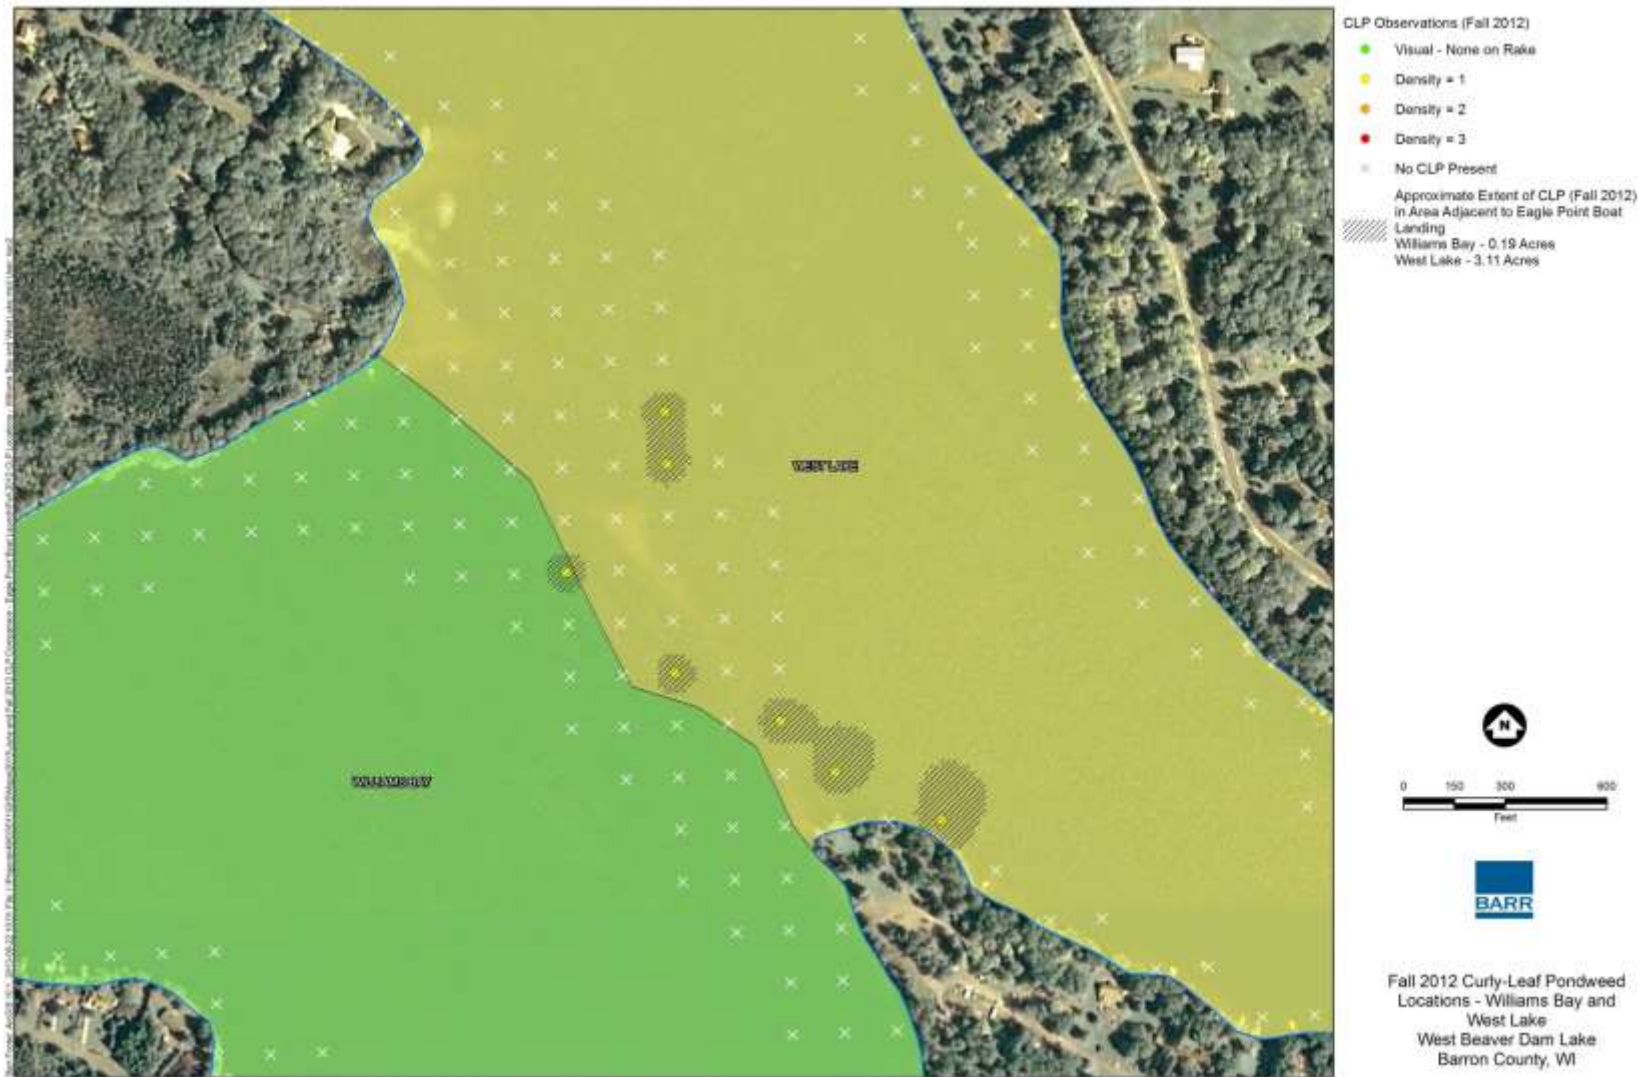 CLP Observations (Fall 2012)
Visual - None on Rake
Density = 1
Density = 2
Density = 3
No CLP Present
Approximate Extent of CLP (Fall 2012)
in Area Adjacent to Eagle Point Boat
Landing
Williams Bay - 0.19 Acres
West Lake - 3.11 Acres
WEST LAKE
WILLIAMS BAY
N
0 150 300 600
Feet
BARR
Fall 2012 Curly-Leaf Pondweed
Locations - Williams Bay and
West Lake
West Beaver Dam Lake
Barron County, WI